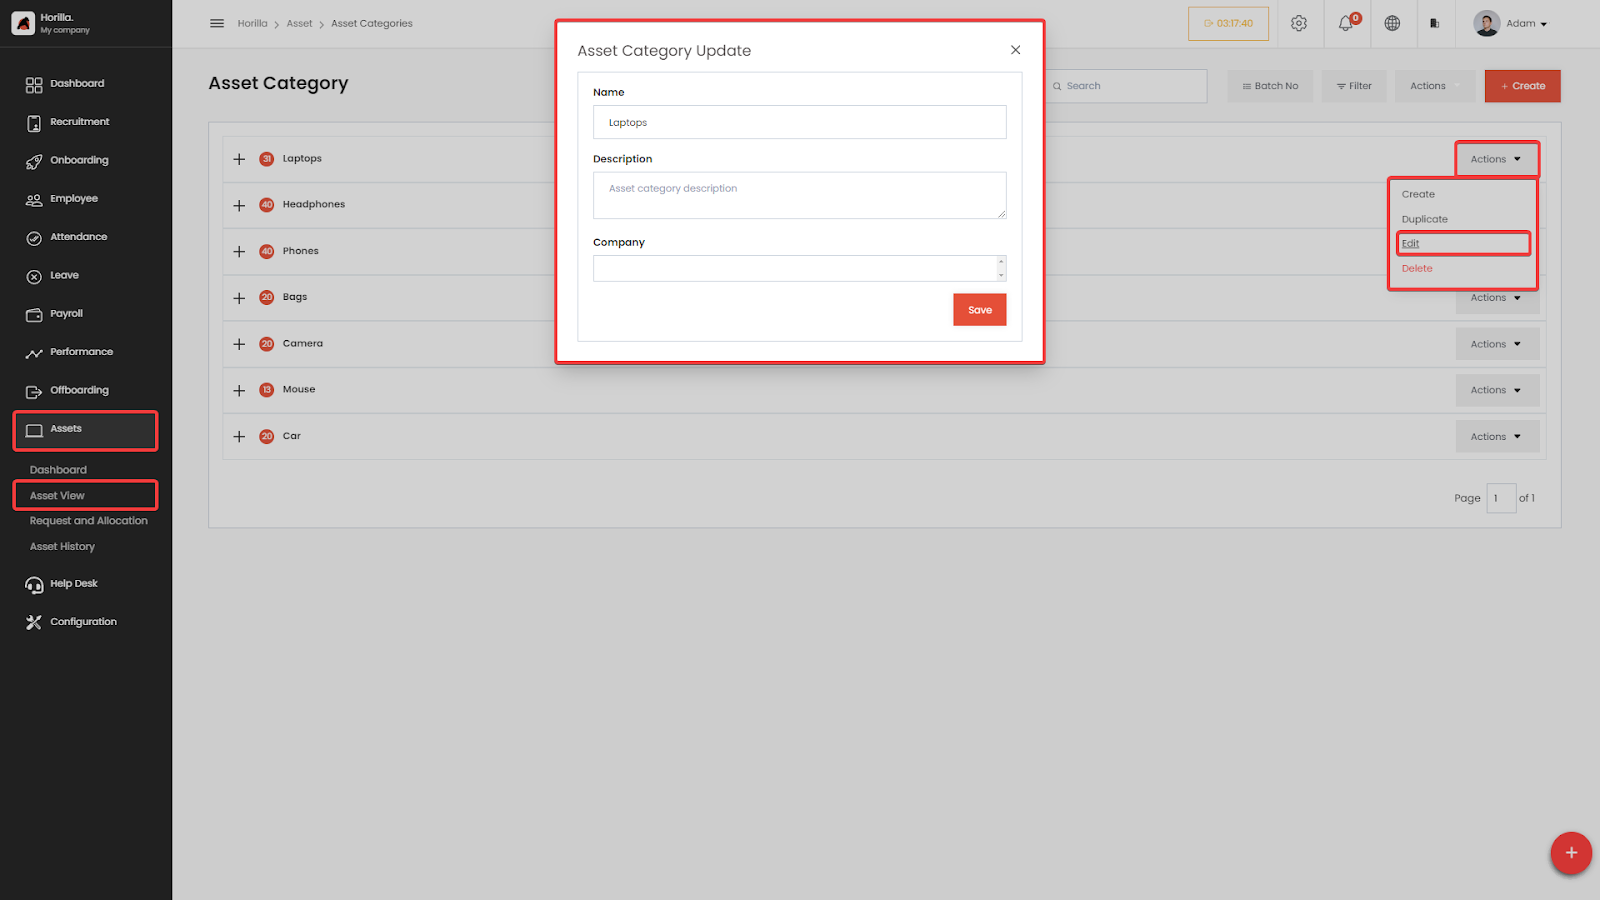 Horilla.
My company
Dashboard
Recruitment
Onboarding
Employee
Attendance
Leave
Payroll
Performance
Offboarding
Assets
Dashboard
Asset View
Request and Allocation
Asset History
Help Desk
Configuration
Horilla > Asset > Asset Categories
03:17:40
0
Adam
Asset Category
Search
Batch No
Filter
Actions
+ Create
31 Laptops
Actions
40 Headphones
40 Phones
20 Bags
Actions
20 Camera
Actions
13 Mouse
Actions
20 Car
Actions
Create
Duplicate
Edit
Delete
Page 1 of 1
Asset Category Update
Name
Laptops
Description
Asset category description
Company
Save